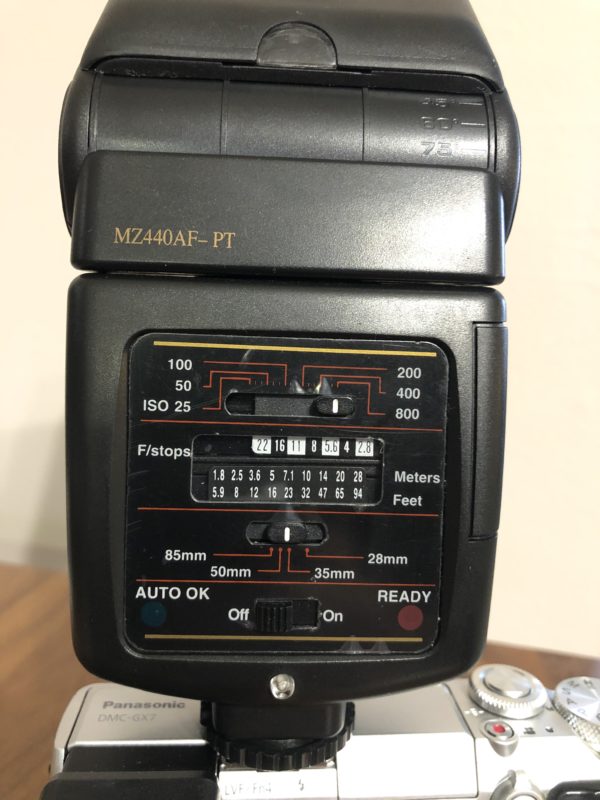 45°
60°
75
MZ440AF-PT
100
200
50
400
ISO 25
800
F/stops
22 16 11 8 5.6 4 2.8
1.8 2.5 3.6 5 7.1 10 14 20 28
Meters
5.9 8 12 16 23 32 47 65 94
Feet
85mm
28mm
50mm
35mm
AUTO OK
READY
Off
On
Panasonic
DMC-GX7
LVF Fn4